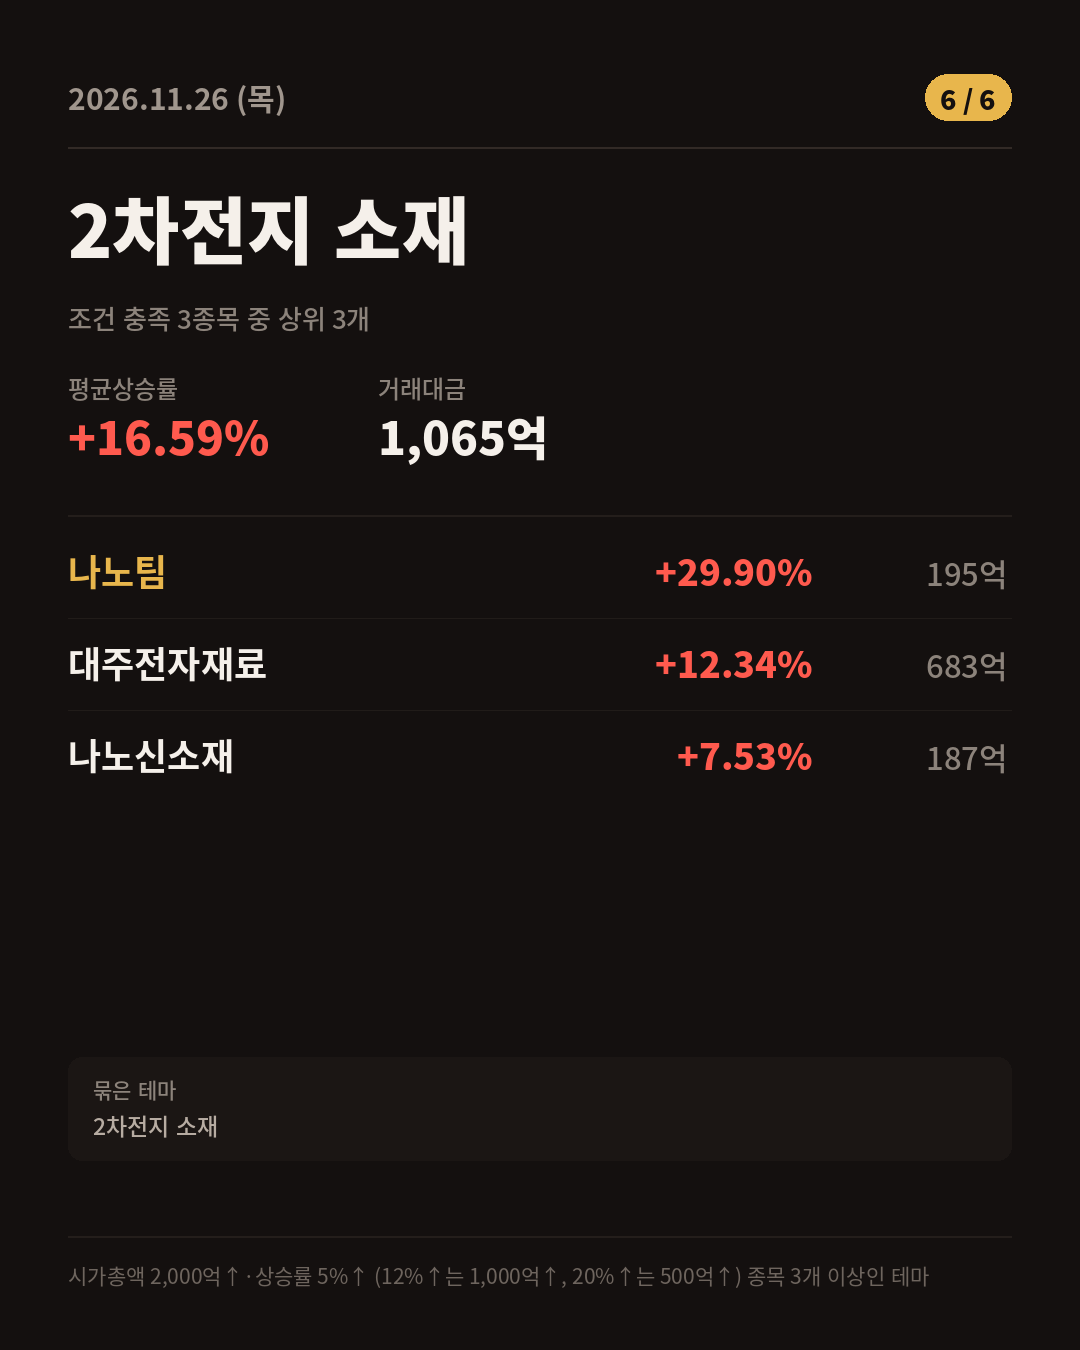 2026.11.26 (목)
6 / 6
2차전지 소재
조건 충족 3종목 중 상위 3개
평균상승률 거래대금
+16.59% 1,065억
나노팀 +29.90% 195억
대주전자재료 +12.34% 683억
나노신소재 +7.53% 187억
묶은 테마
2차전지 소재
시가총액 2,000억↑ · 상승률 5%↑ (12%↑는 1,000억↑, 20%↑는 500억↑) 종목 3개 이상인 테마